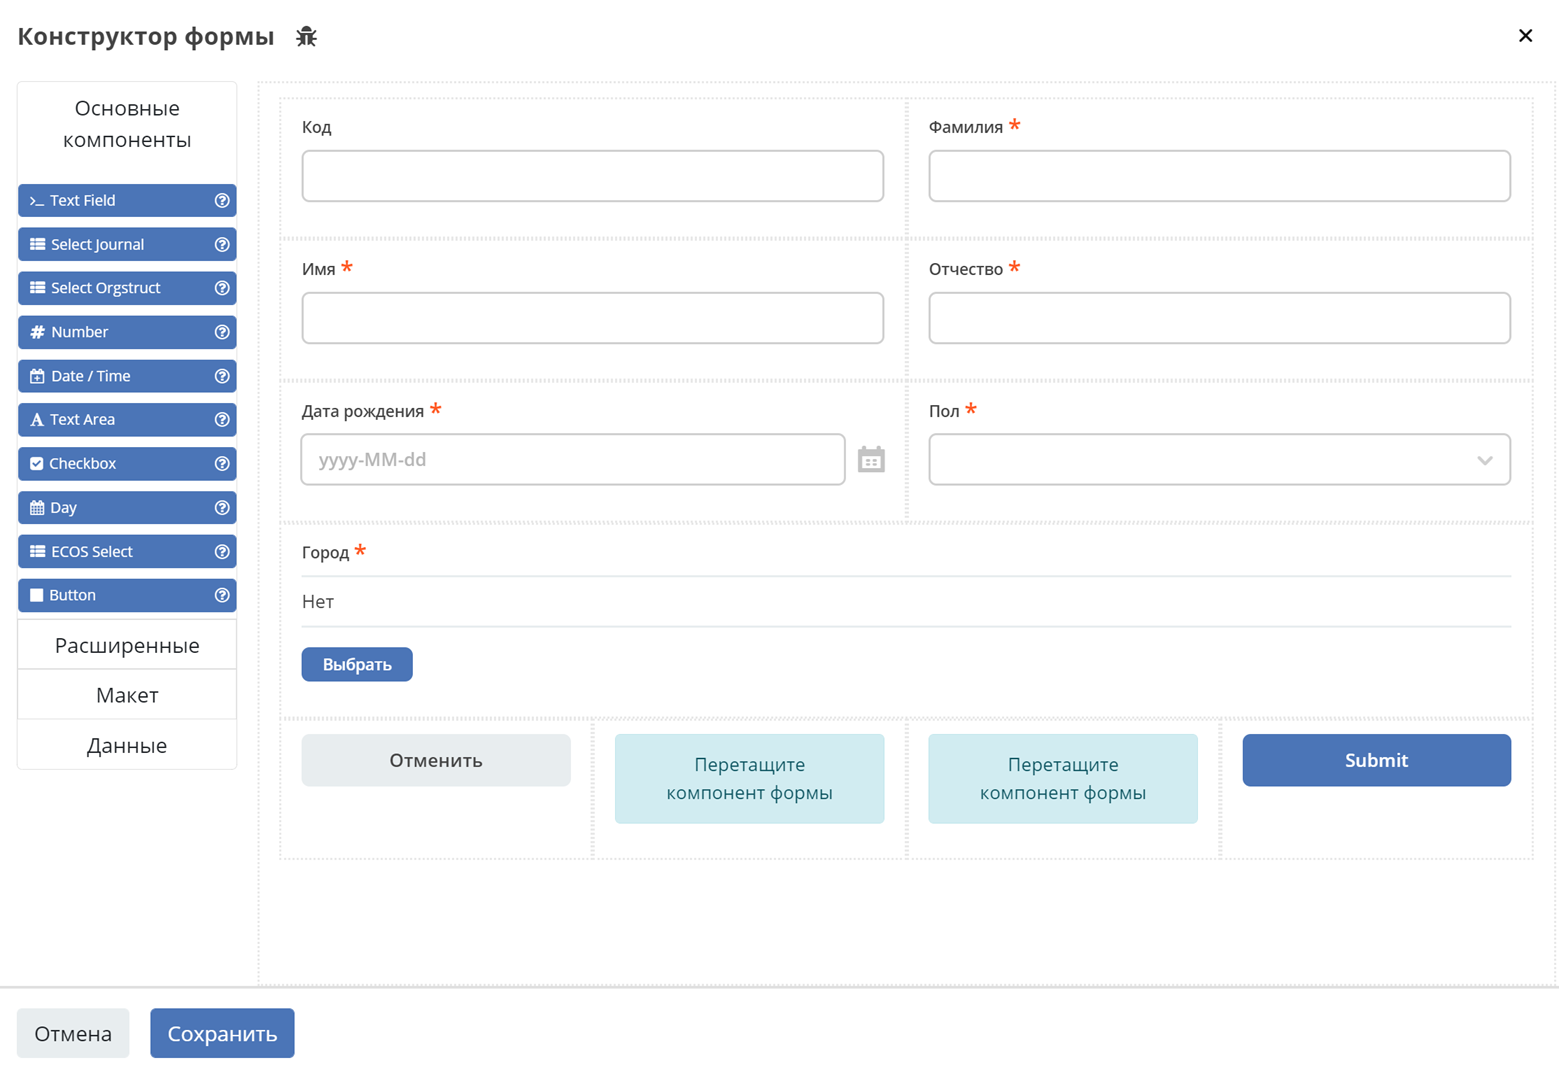 Конструктор формы
Основные
компоненты
Text Field
Select Journal
Select Orgstruct
Number
Date / Time
Text Area
Checkbox
Day
ECOS Select
Button
Расширенные
Макет
Данные
Код
Фамилия *
Имя *
Отчество *
Дата рождения *
yyyy-MM-dd
Пол *
Город *
Нет
Выбрать
Отменить
Перетащите
компонент формы
Перетащите
компонент формы
Submit
Отмена
Сохранить